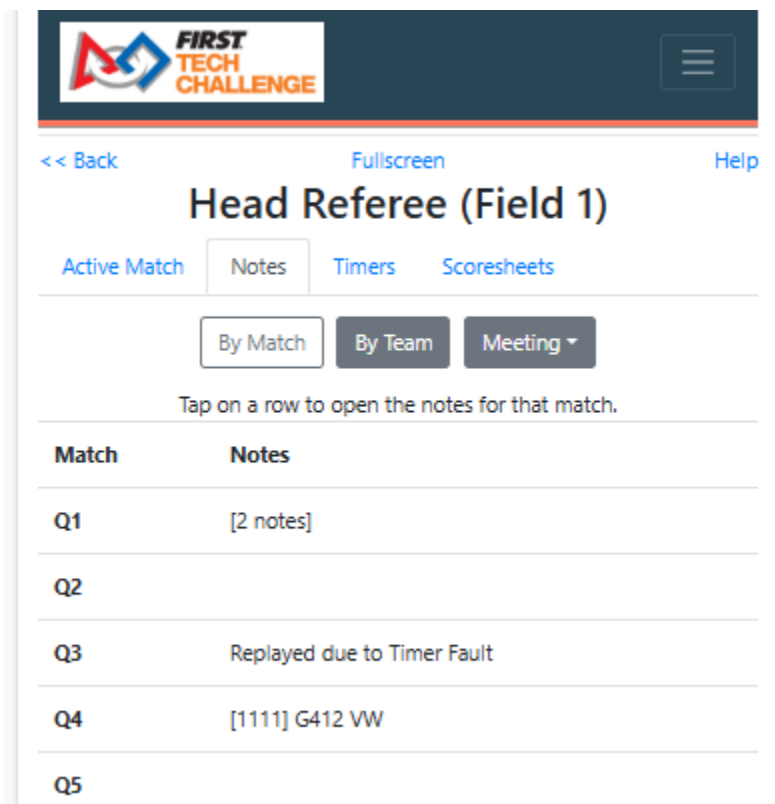 FIRST
TECH
CHALLENGE
<< Back Fullscreen Help
Head Referee (Field 1)
Active Match Notes Timers Scoresheets
By Match By Team Meeting
Tap on a row to open the notes for that match.
Match Notes
Q1 [2 notes]
Q2
Q3 Replayed due to Timer Fault
Q4 [1111] G412 VW
Q5